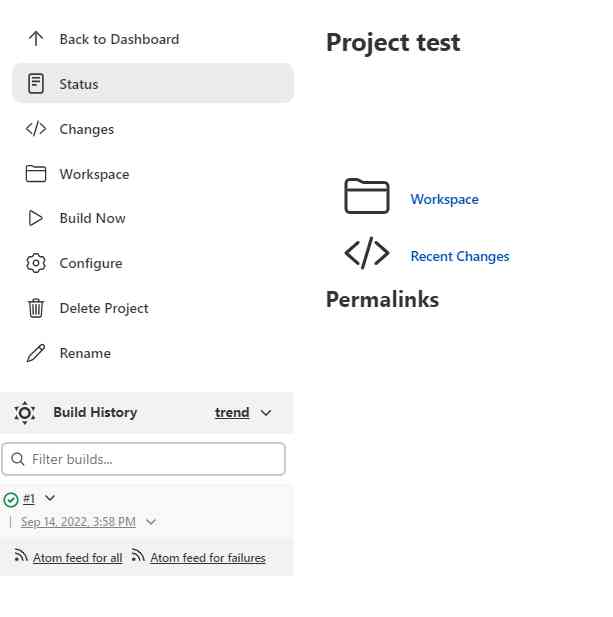 Back to Dashboard
Status
Changes
Workspace
Build Now
Configure
Delete Project
Rename
Build History trend
Filter builds...
#1
Sep 14, 2022, 3:58 PM
Atom feed for all Atom feed for failures
Project test
Workspace
Recent Changes
Permalinks